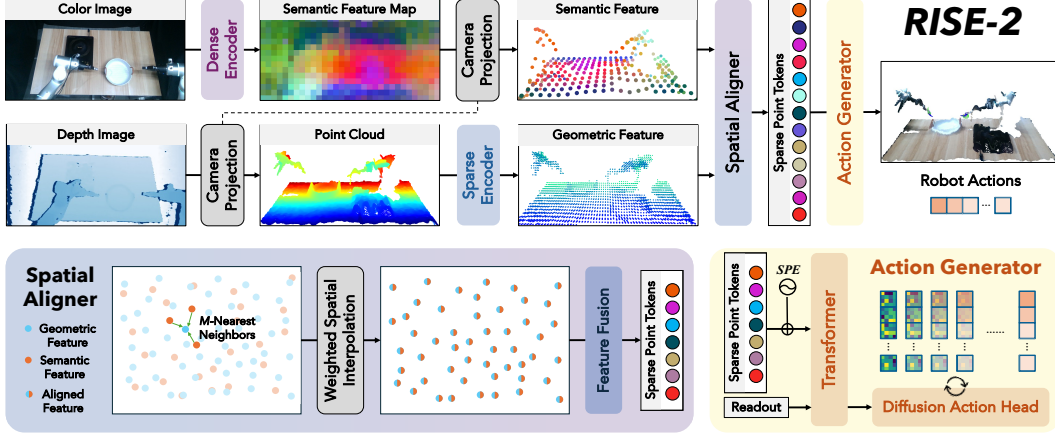 Color Image
Dense
Encoder
Semantic Feature Map
Camera
Projection
Semantic Feature
Spatial Aligner
Sparse Point Tokens
Action Generator
RISE-2
Depth Image
Camera
Projection
Point Cloud
Sparse
Encoder
Geometric Feature
Robot Actions
...
Spatial
Aligner
Geometric
Feature
Semantic
Feature
Aligned
Feature
M-Nearest
Neighbors
Weighted Spatial
Interpolation
Feature Fusion
Sparse Point Tokens
Sparse Point Tokens
SPE
Readout
Transformer
Action Generator
......
Diffusion Action Head